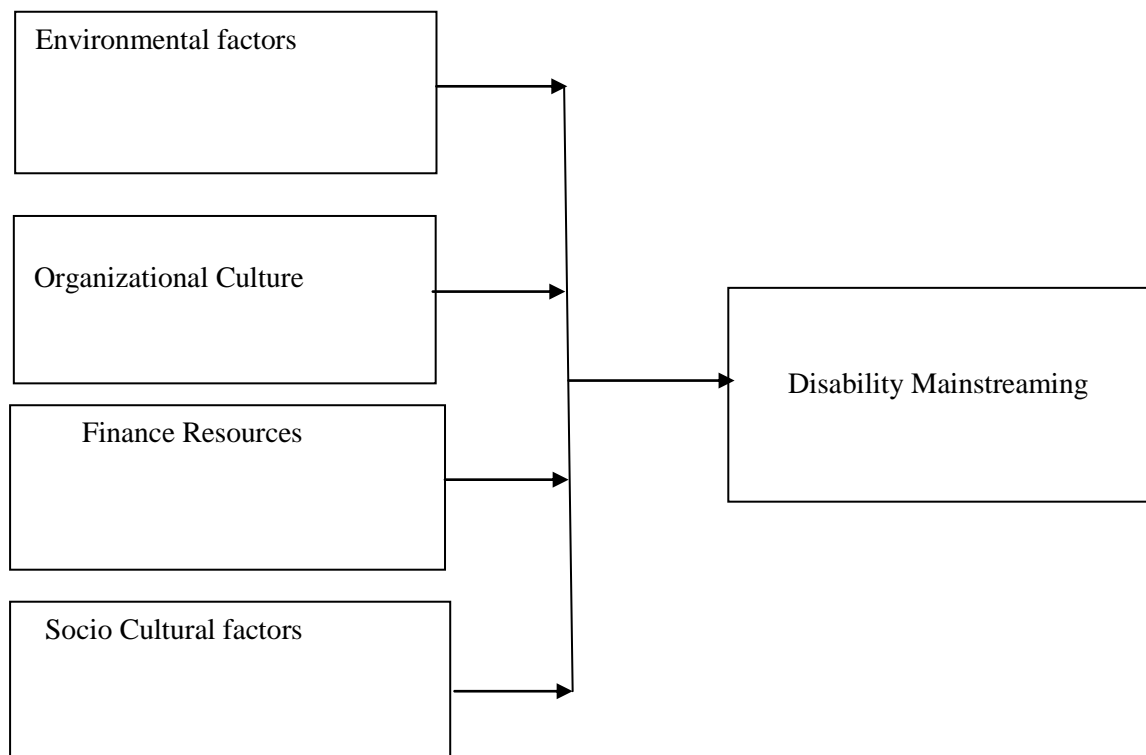 Environmental factors
Organizational Culture
Finance Resources
Socio Cultural factors
Disability Mainstreaming